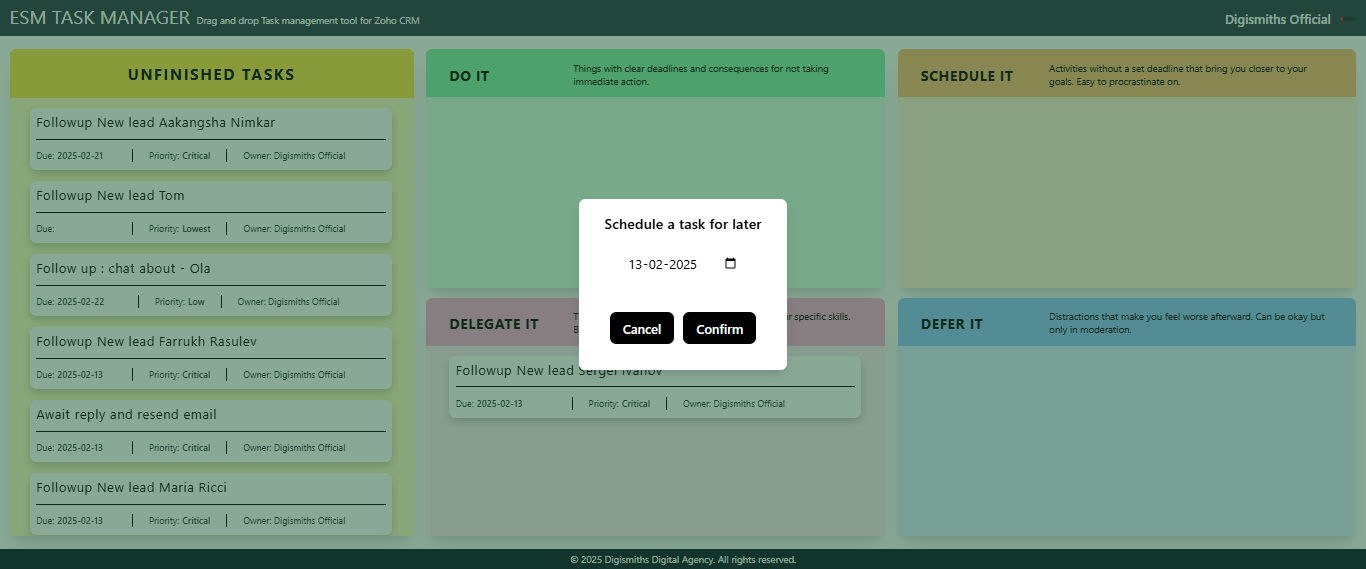 ESM TASK MANAGER Drag and drop Task management tool for Zoho CRM
Digismiths Official
UNFINISHED TASKS
Followup New lead Aakangsha Nimkar
Due: 2025-02-21 Priority: Critical Owner: Digismiths Official
Followup New lead Tom
Due: Priority: Lowest Owner: Digismiths Official
Follow up : chat about - Ola
Due: 2025-02-22 Priority: Low Owner: Digismiths Official
Followup New lead Farrukh Rasulev
Due: 2025-02-13 Priority: Critical Owner: Digismiths Official
Await reply and resend email
Due: 2025-02-13 Priority: Critical Owner: Digismiths Official
Followup New lead Maria Ricci
Due: 2025-02-13 Priority: Critical Owner: Digismiths Official
DO IT
Things with clear deadlines and consequences for not taking
immediate action.
SCHEDULE IT
Activities without a set deadline that bring you closer to your
goals. Easy to procrastinate on.
Schedule a task for later
13-02-2025
Cancel
Confirm
DELEGATE IT
specific skills.
Followup New lead Sergei Ivanov
Due: 2025-02-13 Priority: Critical Owner: Digismiths Official
DEFER IT
Distractions that make you feel worse afterward. Can be okay but
only in moderation.
© 2025 Digismiths Digital Agency. All rights reserved.